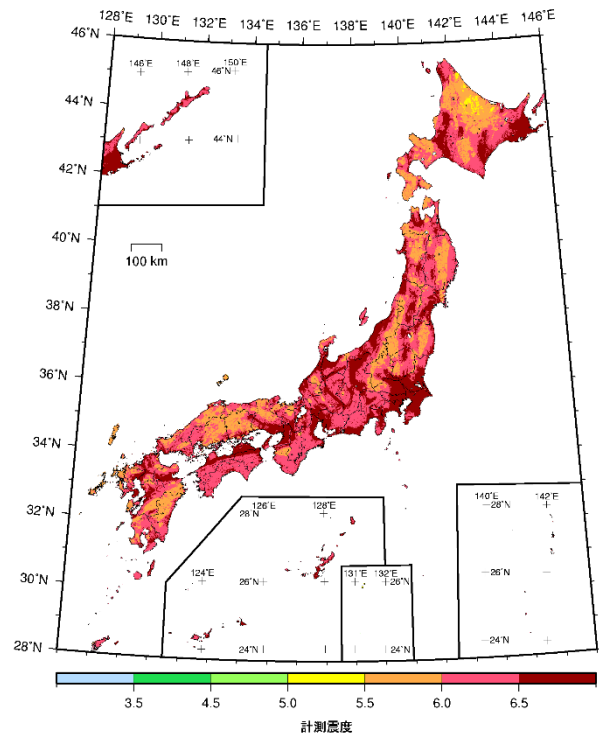 128°E 130°E 132°E 134°E 136°E 138°E 140°E 142°E 144°E 146°E
46°N
146°E 148°E 150°E
46°N
44°N
44°N
42°N
40°N
100 km
38°N
36°N
34°N
32°N
126°E 128°E
28°N
140°E 142°E
28°N
30°N
124°E
26°N
131°E 132°E
26°N
26°N
28°N
24°N
24°N
24°N
3.5 4.5 5.0 5.5 6.0 6.5
計測震度